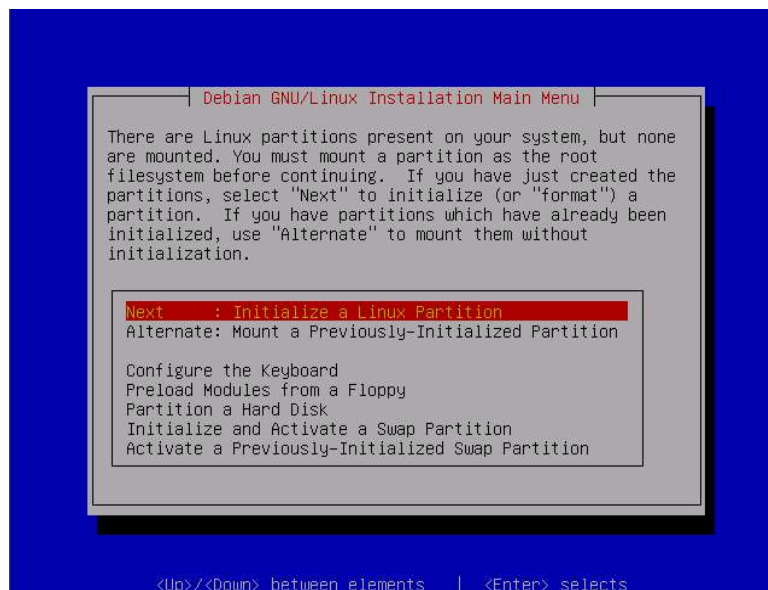 Debian GNU/Linux Installation Main Menu
There are Linux partitions present on your system, but none
are mounted. You must mount a partition as the root
filesystem before continuing.  If you have just created the
partitions, select "Next" to initialize (or "format") a
partition.  If you have partitions which have already been
initialized, use "Alternate" to mount them without
initialization.
Next     : Initialize a Linux Partition
Alternate: Mount a Previously-Initialized Partition
Configure the Keyboard
Preload Modules from a Floppy
Partition a Hard Disk
Initialize and Activate a Swap Partition
Activate a Previously-Initialized Swap Partition
<Up>/<Down> between elements   |  <Enter> selects